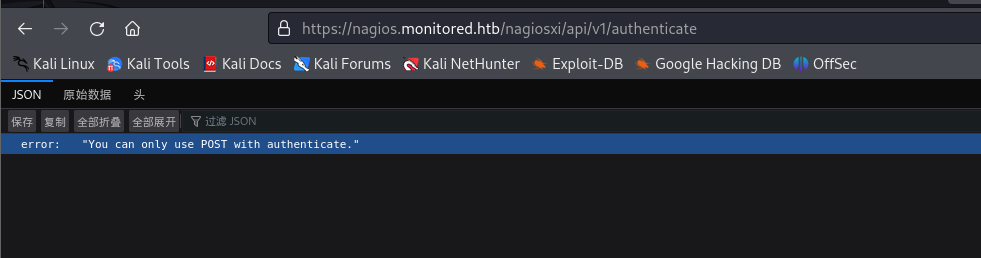 https://nagios.monitored.htb/nagiosxi/api/v1/authenticate
Kali Linux Kali Tools Kali Docs Kali Forums Kali NetHunter Exploit-DB Google Hacking DB OffSec
JSON 原始数据 头
保存 复制 全部折叠 全部展开 过滤 JSON
error: "You can only use POST with authenticate."